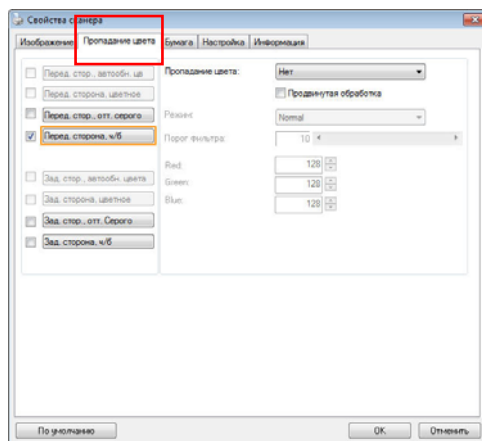 Свойства сканера
Изображение Пропадание цвета Бумага Настройка Информация
Перед. стор., автообн. цв Пропадание цвета: Нет
Перед. сторона, цветное Продвинутая обработка
Перед. стор., отт. серого Режим: Normal
Перед. сторона, ч/б Порог фильтра: 10
Red: 128
Зад. стор., автообн. цвета Green: 128
Зад. сторона, цветное Blue: 128
Зад. стор., отт. Серого
Зад. сторона, ч/б
По умолчанию OK Отменить